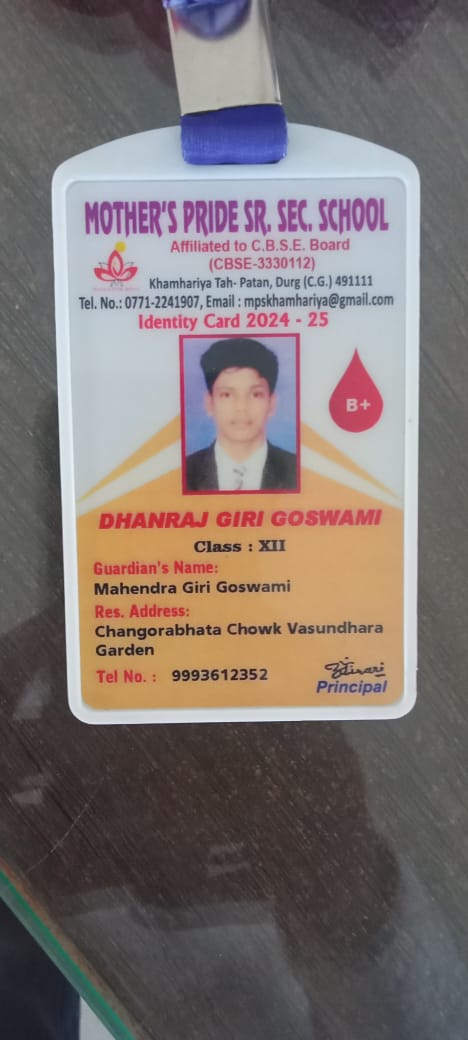 MOTHER'S PRIDE SR. SEC. SCHOOL
Affiliated to C.B.S.E. Board
(CBSE-3330112)
Khamhariya Tah- Patan, Durg (C.G.) 491111
Tel. No.: 0771-2241907, Email : mpskhamhariya@gmail.com
Identity Card 2024 - 25
B+
DHANRAJ GIRI GOSWAMI
Class : XII
Guardian's Name:
Mahendra Giri Goswami
Res. Address:
Changorabhata Chowk Vasundhara
Garden
Tel No. : 9993612352
Principal